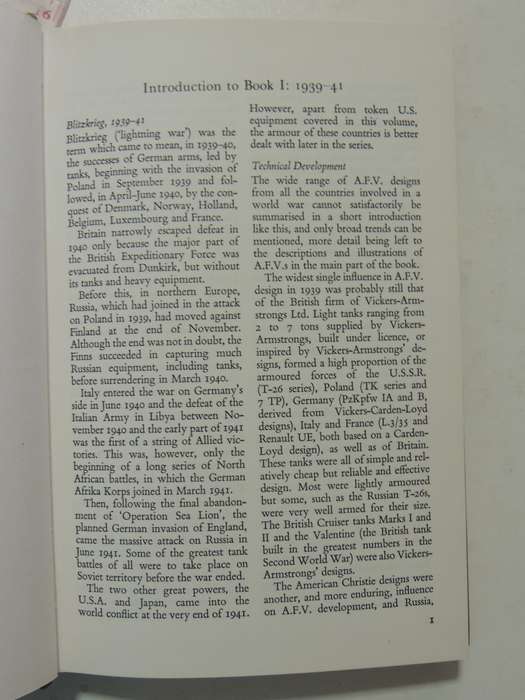 Introduction to Book I: 1939-41
Blitzkrieg, 1939-41
Blitzkrieg ('lightning war') was the
term which came to mean, in 1939-40,
the successes of German arms, led by
tanks, beginning with the invasion of
Poland in September 1939 and fol-
lowed, in April-June 1940, by the con-
quest of Denmark, Norway, Holland,
Belgium, Luxembourg and France.
Britain narrowly escaped defeat in
1940 only because the major part of
the British Expeditionary Force was
evacuated from Dunkirk, but without
its tanks and heavy equipment.
Before this, in northern Europe,
Russia, which had joined in the attack
on Poland in 1939, had moved against
Finland at the end of November.
Although the end was not in doubt, the
Finns succeeded in capturing much
Russian equipment, including tanks,
before surrendering in March 1940.
Italy entered the war on Germany's
side in June 1940 and the defeat of the
Italian Army in Libya between No-
vember 1940 and the early part of 1941
was the first of a string of Allied vic-
tories. This was, however, only the
beginning of a long series of North
African battles, in which the German
Afrika Korps joined in March 1941.
Then, following the final abandon-
ment of 'Operation Sea Lion', the
planned German invasion of England,
came the massive attack on Russia in
June 1941. Some of the greatest tank
battles of all were to take place on
Soviet territory before the war ended.
The two other great powers, the
U.S.A. and Japan, came into the
world conflict at the very end of 1941.
However, apart from token U.S.
equipment covered in this volume,
the armour of these countries is better
dealt with later in the series.
Technical Development
The wide range of A.F.V. designs
from all the countries involved in a
world war cannot satisfactorily be
summarised in a short introduction
like this, and only broad trends can be
mentioned, more detail being left to
the descriptions and illustrations of
A.F.V.s in the main part of the book.
The widest single influence in A.F.V.
design in 1939 was probably still that
of the British firm of Vickers-Arm-
strongs Ltd. Light tanks ranging from
2 to 7 tons supplied by Vickers-
Armstrongs, built under licence, or
inspired by Vickers-Armstrongs' de-
signs, formed a high proportion of the
armoured forces of the U.S.S.R.
(T-26 series), Poland (TK series and
7 TP), Germany (PzKpfw IA and B,
derived from Vickers-Carden-Loyd
designs), Italy and France (L.3/35 and
Renault UE, both based on a Carden-
Loyd design), as well as of Britain.
These tanks were all of simple and rel-
atively cheap but reliable and effective
design. Most were lightly armoured
but some, such as the Russian T-26s,
were very well armed for their size.
The British Cruiser tanks Marks I and
II and the Valentine (the British tank
built in the greatest numbers in the
Second World War) were also Vickers-
Armstrongs' designs.
The American Christie designs were
another, and more enduring, influence
on A.F.V. development, and Russia,
1